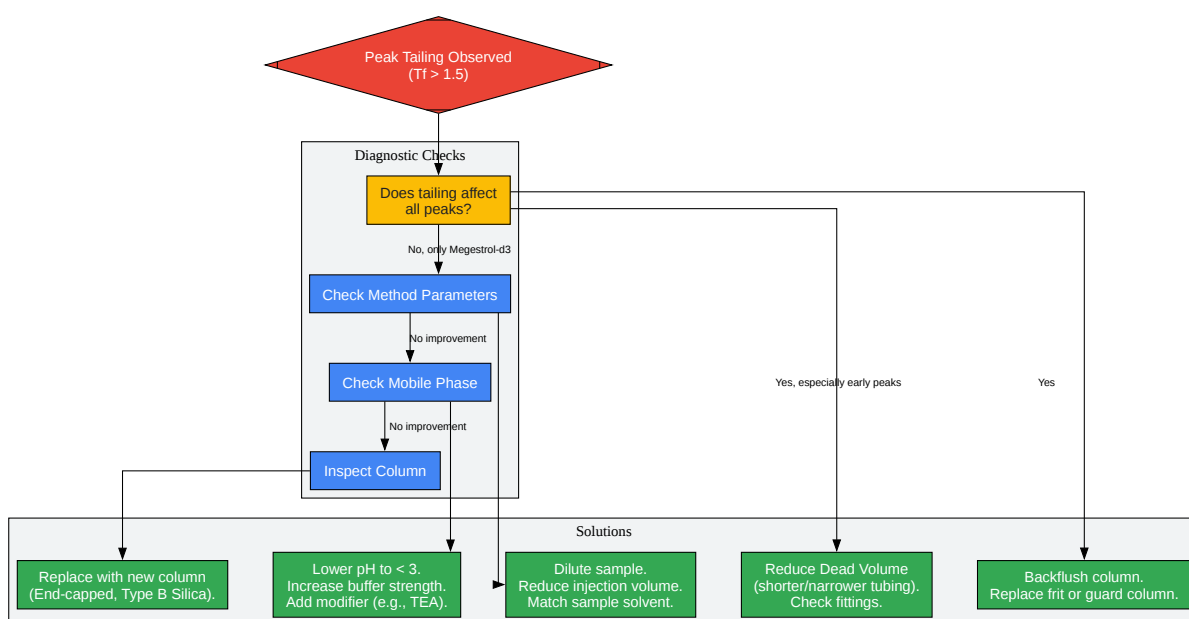 Peak Tailing Observed
(Tf > 1.5)
Diagnostic Checks
Does tailing affect
all peaks?
No, only Megestrol-d3
Check Method Parameters
No improvement
Check Mobile Phase
Yes, especially early peaks
Yes
No improvement
Inspect Column
Solutions
Replace with new column
(End-capped, Type B Silica).
Lower pH to < 3.
Increase buffer strength.
Add modifier (e.g., TEA).
Dilute sample.
Reduce injection volume.
Match sample solvent.
Reduce Dead Volume
(shorter/narrower tubing).
Check fittings.
Backflush column.
Replace frit or guard column.